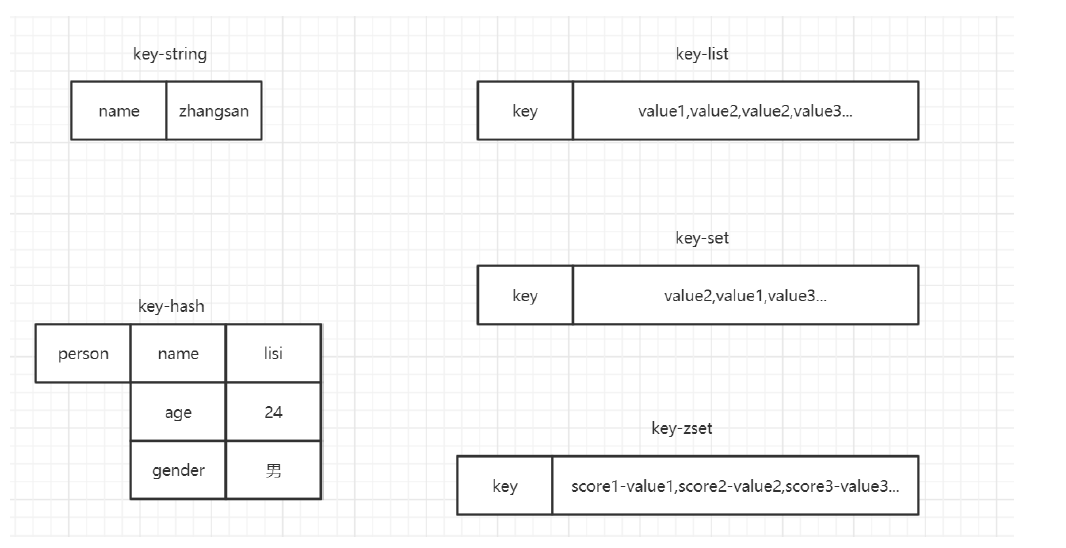 key-string
name zhangsan
key-hash
person name lisi
age 24
gender 男
key-list
key value1,value2,value2,value3...
key-set
key value2,value1,value3...
key-zset
key score1-value1,score2-value2,score3-value3...